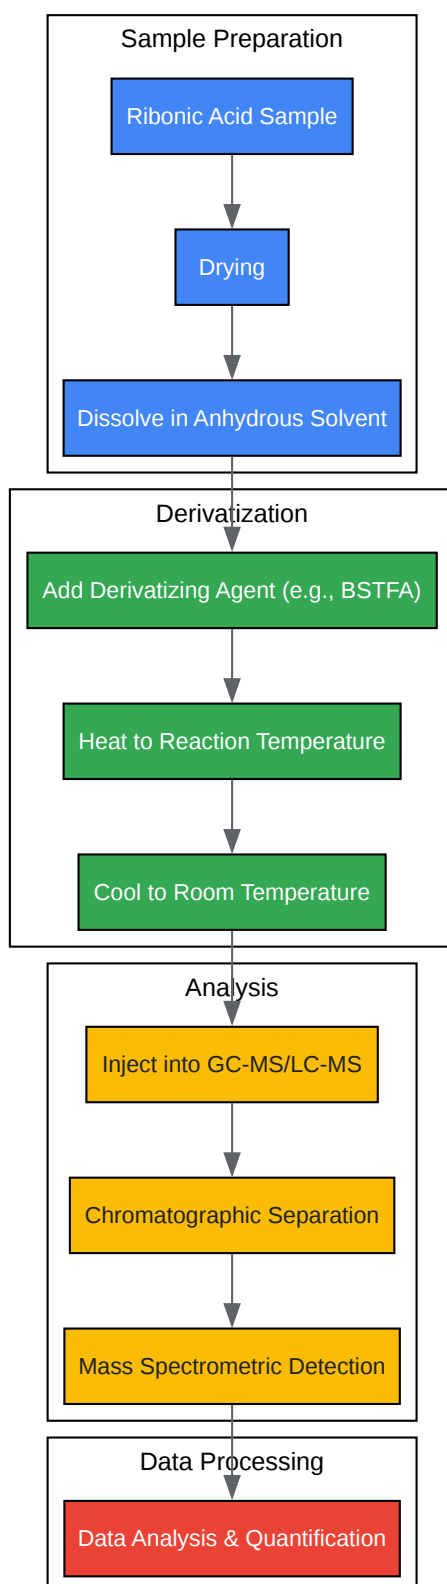 Sample Preparation
Ribonic Acid Sample
Drying
Dissolve in Anhydrous Solvent
Derivatization
Add Derivatizing Agent (e.g., BSTFA)
Heat to Reaction Temperature
Cool to Room Temperature
Analysis
Inject into GC-MS/LC-MS
Chromatographic Separation
Mass Spectrometric Detection
Data Processing
Data Analysis & Quantification